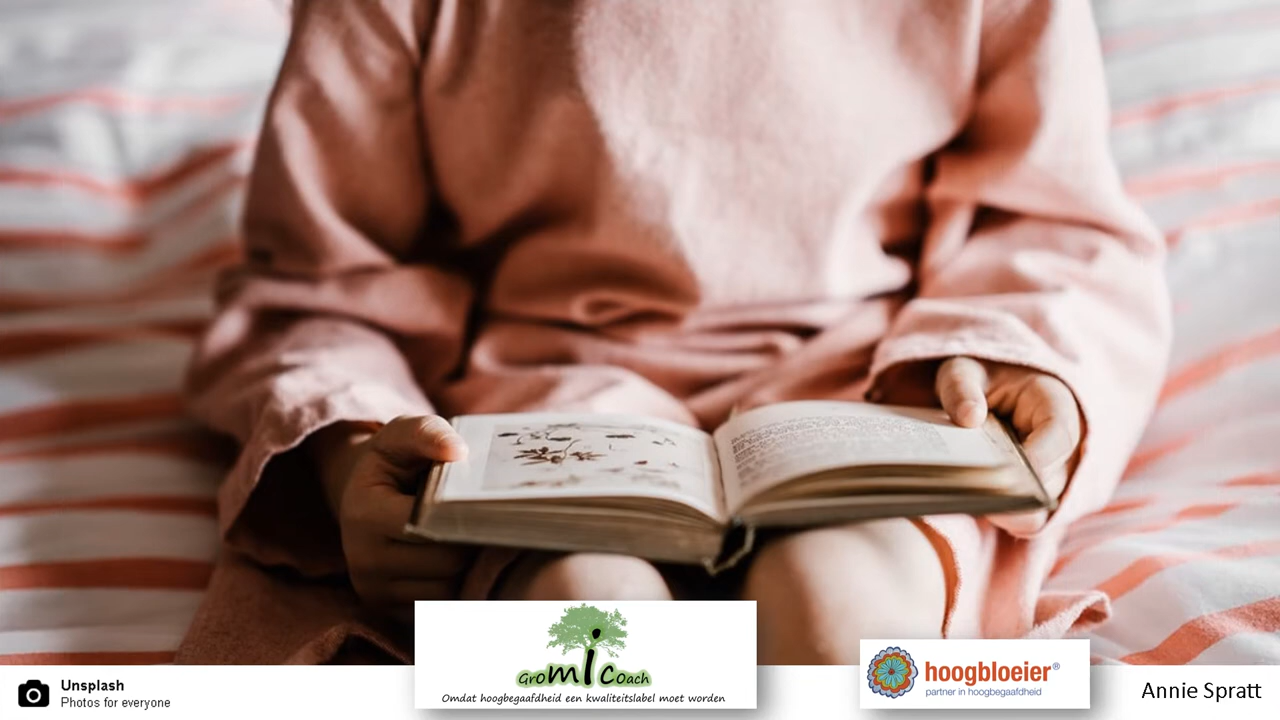 Unsplash
Photos for everyone
GroMiCoach
Omdat hoogbegaafdheid een kwaliteitslabel moet worden
hoogbloeier®
partner in hoogbegaafdheid
Annie Spratt